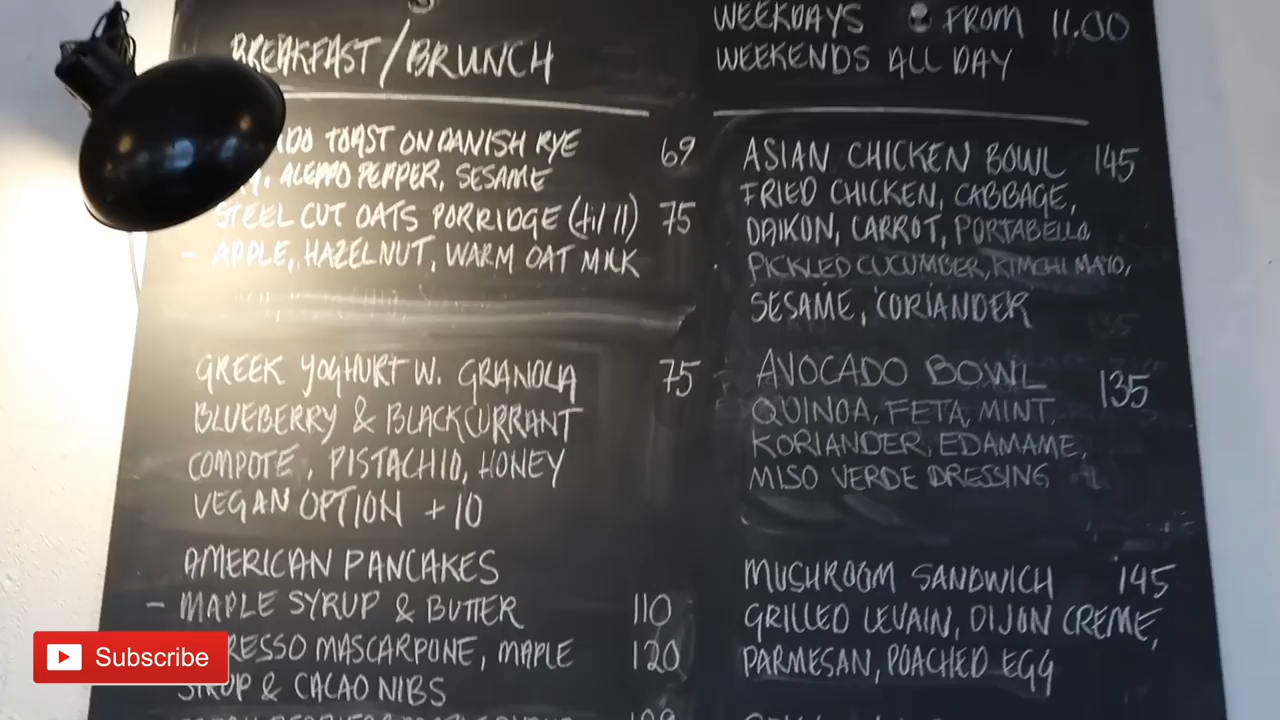 BREAKFAST/BRUNCH
TOAST ON DANISH RYE 69
ALEPPO PEPPER, SESAME
STEEL CUT OATS PORRIDGE (til 11) 75
- APPLE, HAZELNUT, WARM OAT MILK
GREEK YOGHURT W. GRANOLA 75
BLUEBERRY & BLACKCURRANT
COMPOTE, PISTACHIO, HONEY
VEGAN OPTION +10
AMERICAN PANCAKES
- MAPLE SYRUP & BUTTER 110
MASCARPONE, MAPLE 120
SYRUP & CACAO NIBS
WEEKDAYS FROM 11.00
WEEKENDS ALL DAY
ASIAN CHICKEN BOWL 145
FRIED CHICKEN, CABBAGE,
DAIKON, CARROT, PORTABELLO,
PICKLED CUCUMBER, KIMCHI MAYO,
SESAME, CORIANDER
AVOCADO BOWL 135
QUINOA, FETA, MINT,
KORIANDER, EDAMAME,
MISO VERDE DRESSING
MUSHROOM SANDWICH 145
GRILLED LEVAIN, DIJON CREME,
PARMESAN, POACHED EGG
Subscribe